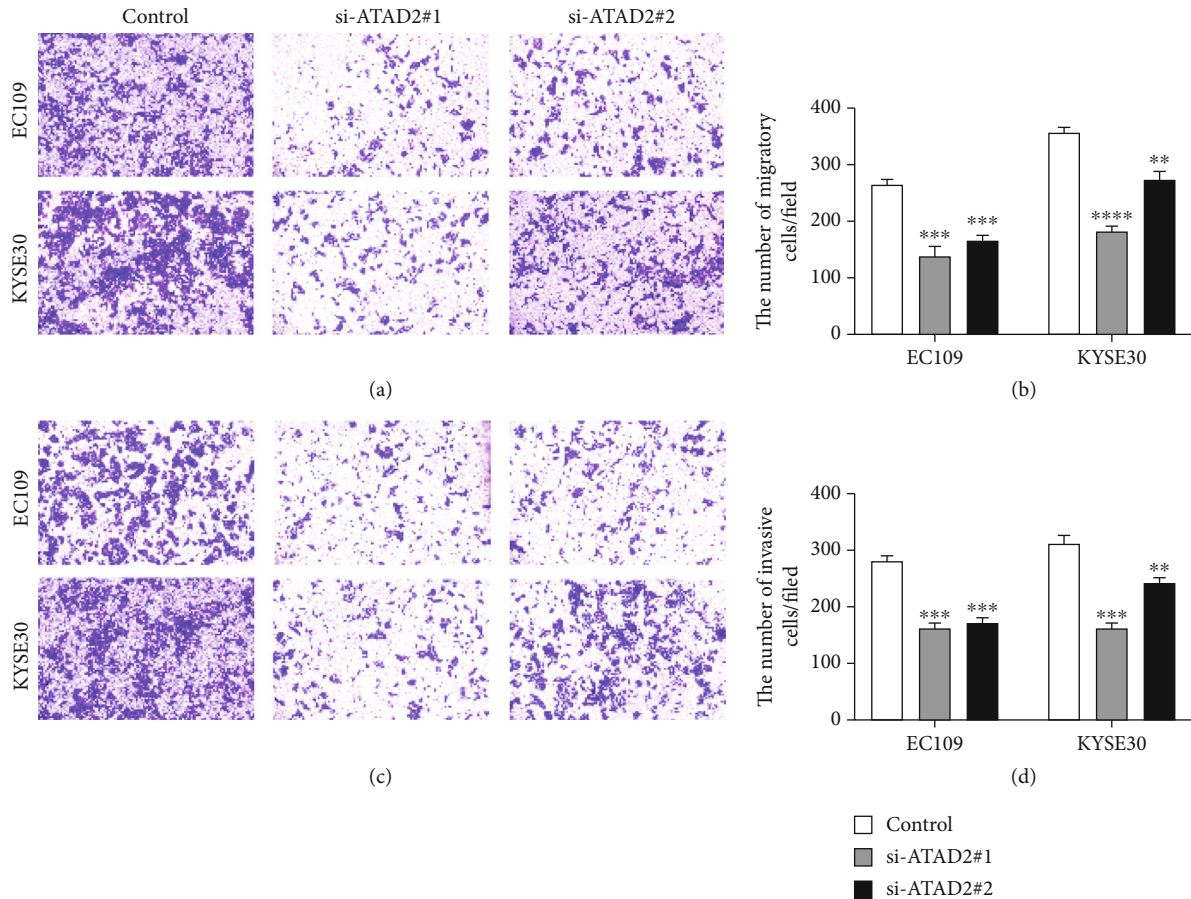 Control si-ATAD2#1 si-ATAD2#2
EC109
KYSE30
(a)
The number of migratory
cells/field
400
300
200
100
0
*** *** **** **
EC109 KYSE30
(b)
EC109
KYSE30
(c)
The number of invasive
cells/filed
400
300
200
100
0
*** *** *** **
EC109 KYSE30
(d)
Control
si-ATAD2#1
si-ATAD2#2